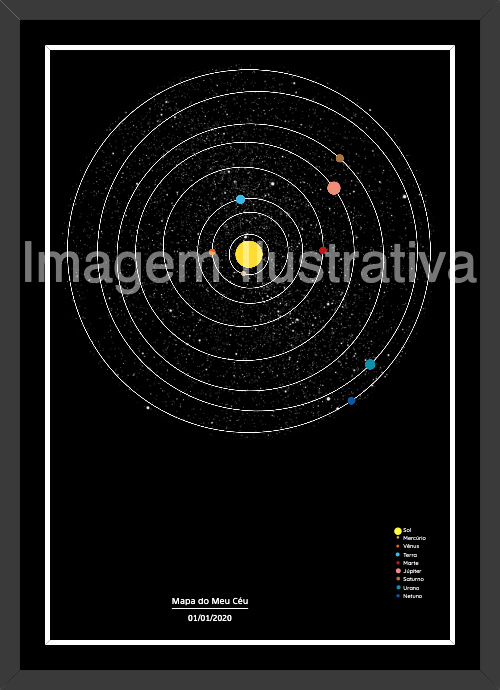 Imagem ilustrativa
Sol
Mercúrio
Vênus
Terra
Marte
Júpiter
Saturno
Urano
Netuno
Mapa do Meu Céu
01/01/2020